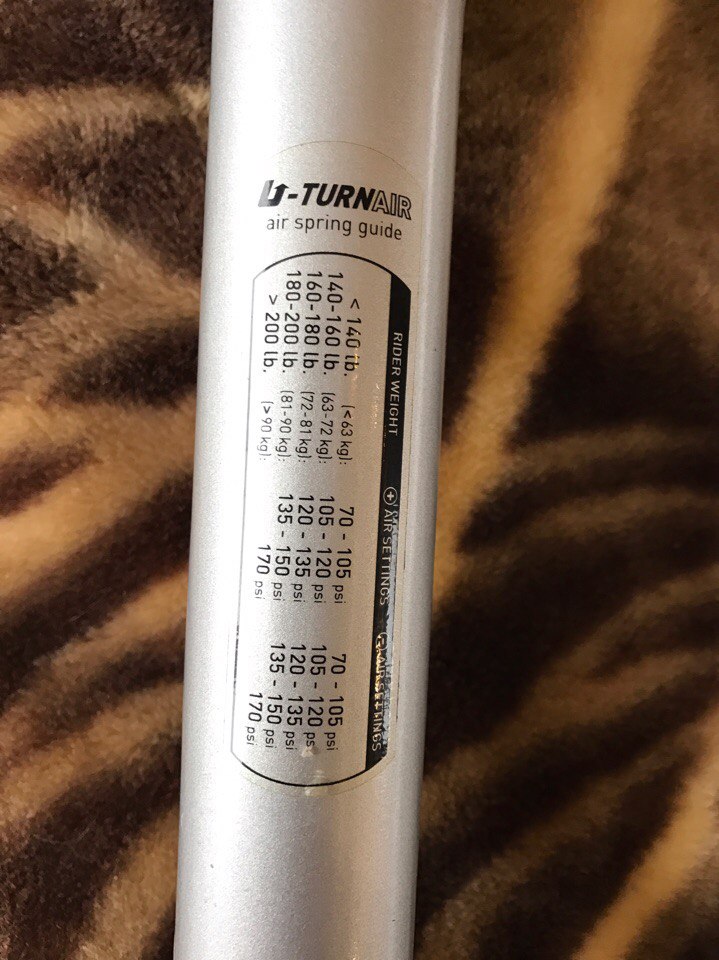 U-TURNAIR
air spring guide
RIDER WEIGHT + AIR SETTINGS - AIR SETTINGS
< 140 lb. (<63 kg): 70 - 105 psi 70 - 105 psi
140-160 lb. (63-72 kg): 105 - 120 psi 105 - 120 psi
160-180 lb. (72-81 kg): 120 - 135 psi 120 - 135 psi
180-200 lb. (81-90 kg): 135 - 150 psi 135 - 150 psi
> 200 lb. (>90 kg): 170 psi 170 psi